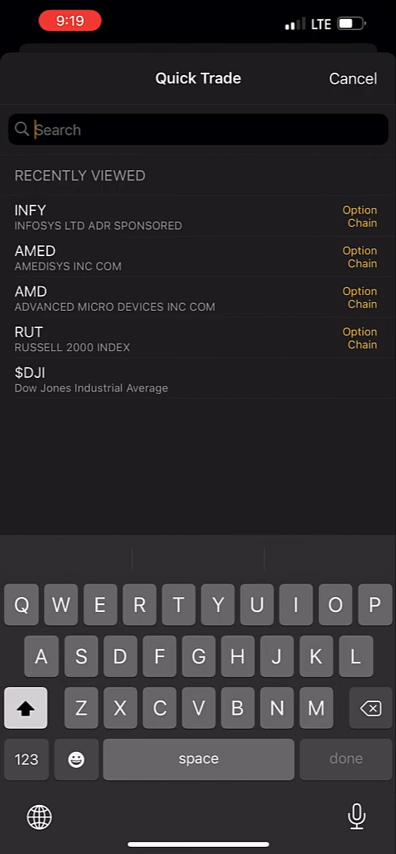 9:19
LTE
Quick Trade
Cancel
Search
RECENTLY VIEWED
INFY
INFOSYS LTD ADR SPONSORED
Option
Chain
AMED
AMEDISYS INC COM
Option
Chain
AMD
ADVANCED MICRO DEVICES INC COM
Option
Chain
RUT
RUSSELL 2000 INDEX
Option
Chain
$DJI
Dow Jones Industrial Average
Q W E R T Y U I O P
A S D F G H J K L
Z X C V B N M
123
space
done